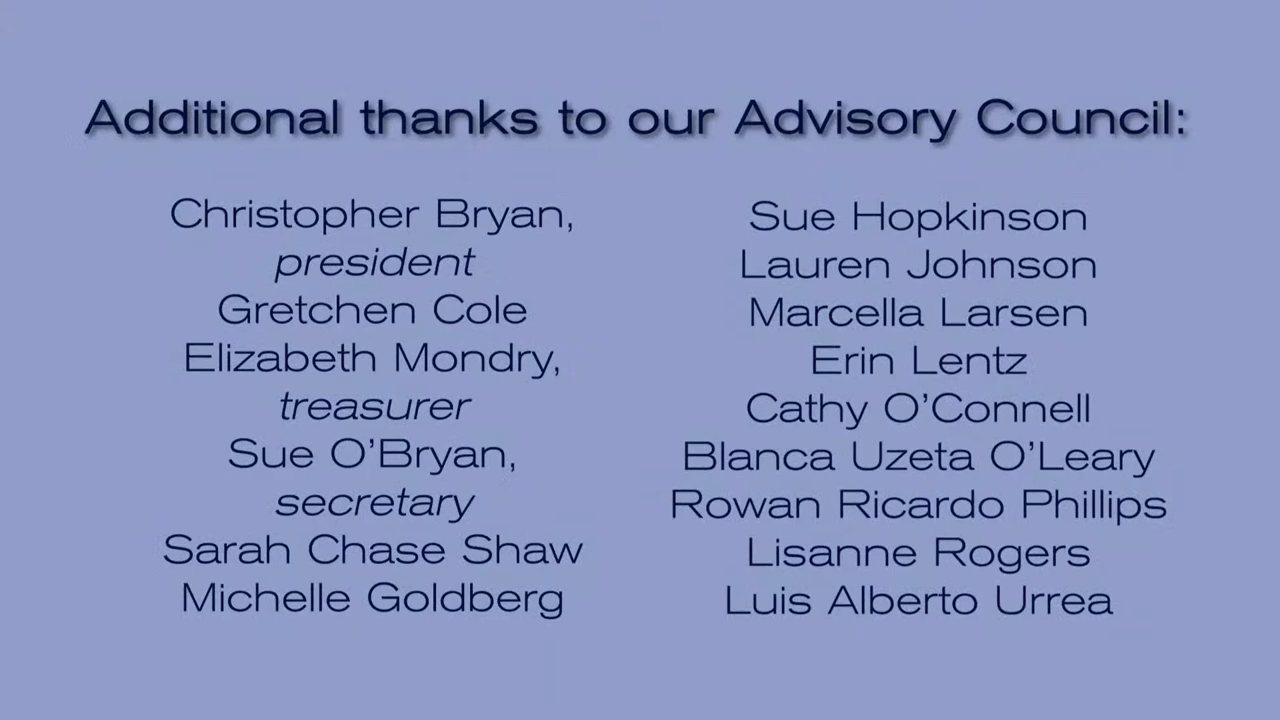 Additional thanks to our Advisory Council:
Christopher Bryan,
president
Gretchen Cole
Elizabeth Mondry,
treasurer
Sue O’Bryan,
secretary
Sarah Chase Shaw
Michelle Goldberg
Sue Hopkinson
Lauren Johnson
Marcella Larsen
Erin Lentz
Cathy O’Connell
Blanca Uzeta O’Leary
Rowan Ricardo Phillips
Lisanne Rogers
Luis Alberto Urrea